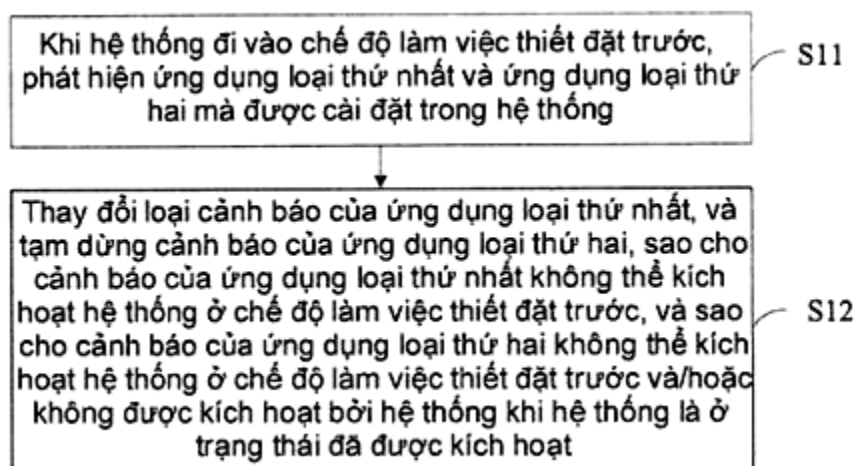 Khi hệ thống đi vào chế độ làm việc thiết đặt trước,
phát hiện ứng dụng loại thứ nhất và ứng dụng loại thứ
hai mà được cài đặt trong hệ thống
S11
Thay đổi loại cảnh báo của ứng dụng loại thứ nhất, và
tạm dừng cảnh báo của ứng dụng loại thứ hai, sao cho
cảnh báo của ứng dụng loại thứ nhất không thể kích
hoạt hệ thống ở chế độ làm việc thiết đặt trước, và sao
cho cảnh báo của ứng dụng loại thứ hai không thể kích
hoạt hệ thống ở chế độ làm việc thiết đặt trước và/hoặc
không được kích hoạt bởi hệ thống khi hệ thống là ở
trạng thái đã được kích hoạt
S12